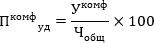 П^комф_уд = У^комф / Ч_общ × 100